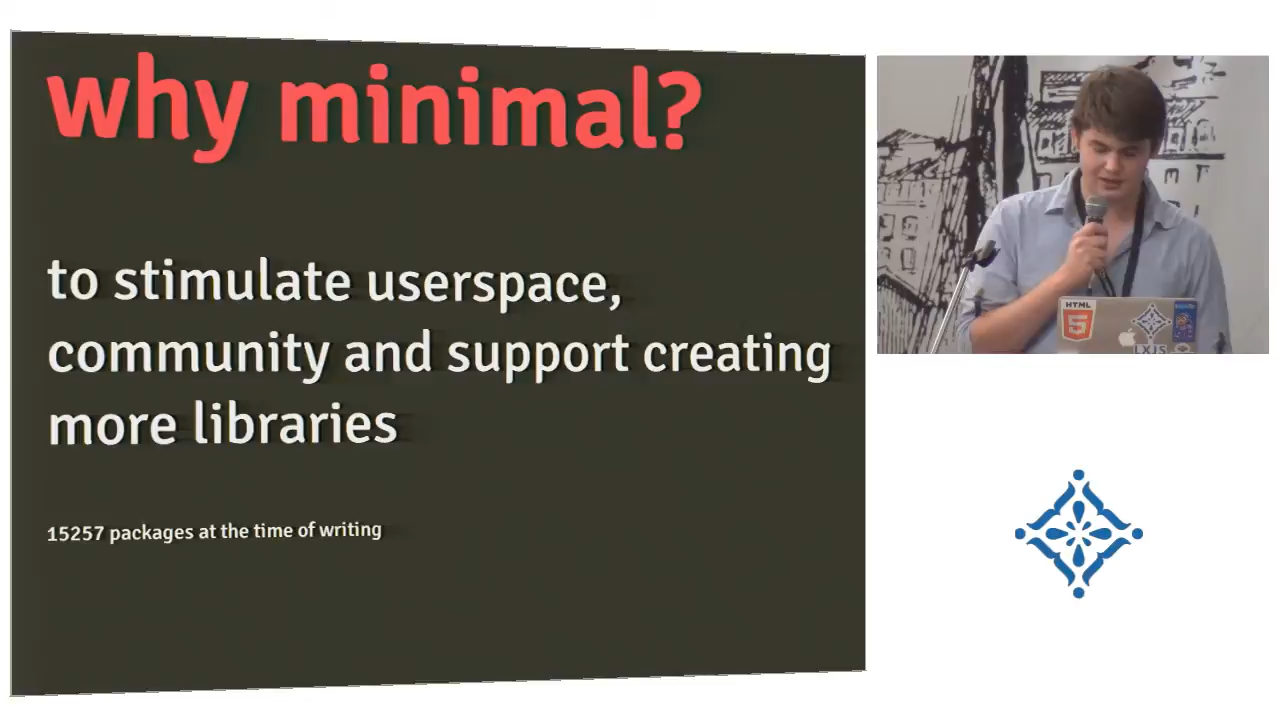 why minimal?
to stimulate userspace,
community and support creating
more libraries
15257 packages at the time of writing
HTML
5
LXJS